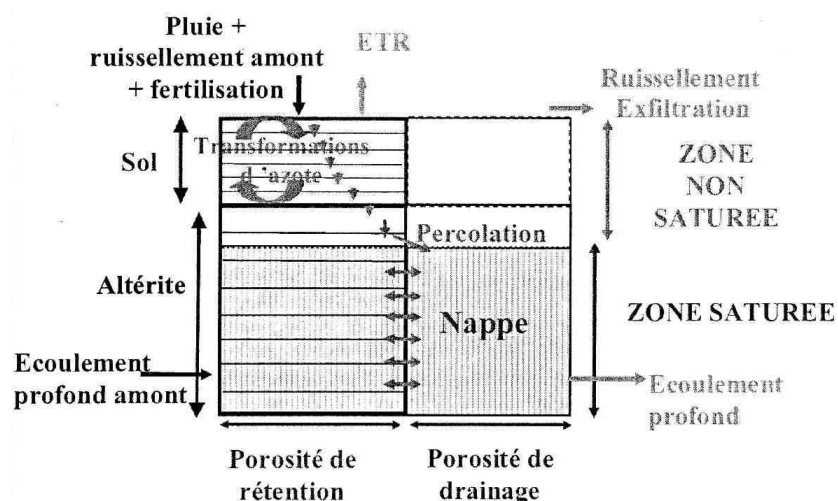 Pluie +
ruissellement amont
+ fertilisation
ETR
Ruissellement
Exfiltration
Sol
Transformations
d 'azote
ZONE
NON
SATUREE
Percolation
Altérite
Nappe
ZONE SATUREE
Ecoulement
profond amont
Ecoulement
profond
Porosité de
rétention
Porosité de
drainage